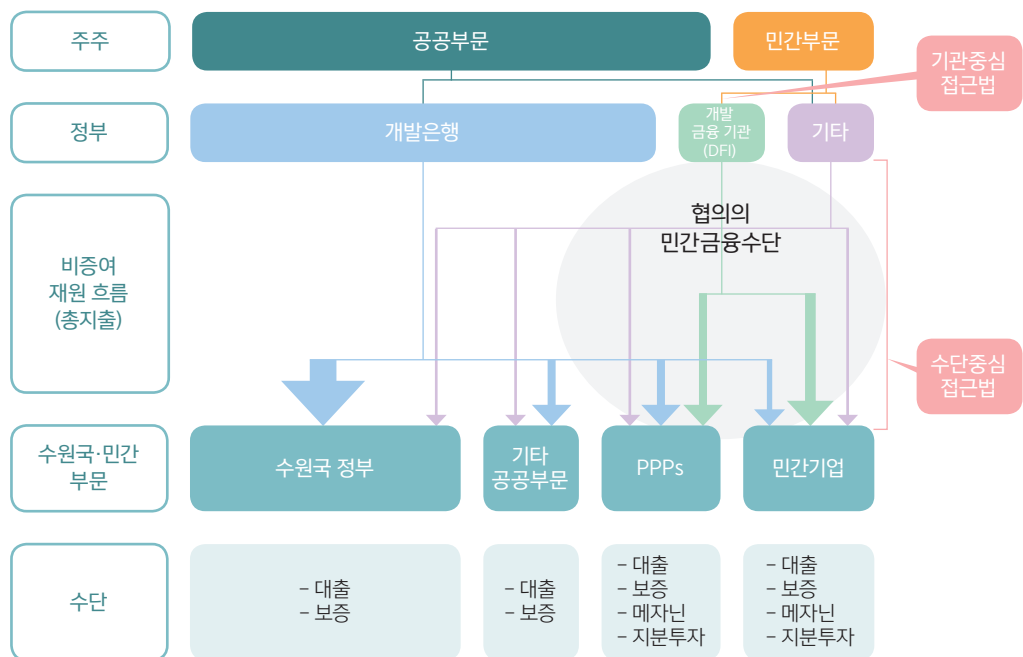 주주
공공부문
민간부문
기관중심
접근법
정부
개발은행
개발
금융 기관
(DFI)
기타
협의의
민간금융수단
비증여
재원 흐름
(총지출)
수단중심
접근법
수원국·민간
부문
수원국 정부
기타
공공부문
PPPs
민간기업
수단
– 대출
– 보증
– 대출
– 보증
– 대출
– 보증
– 메자닌
– 지분투자
– 대출
– 보증
– 메자닌
– 지분투자